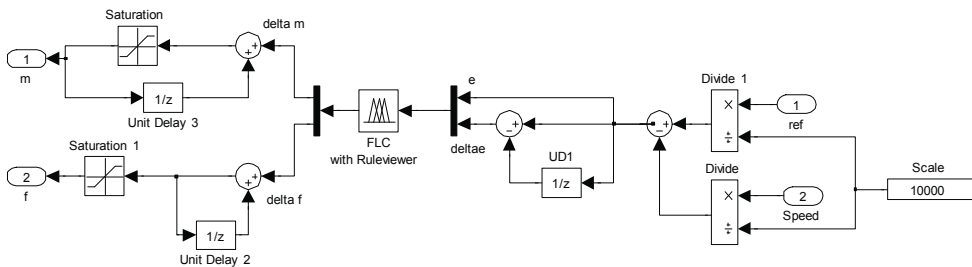 Saturation
delta m
1
m
1/z
Unit Delay 3
Saturation 1
2
f
delta f
1/z
Unit Delay 2
FLC
with Ruleviewer
e
deltae
UD1
1/z
Divide 1
×
÷
1
ref
Divide
×
÷
2
Speed
Scale
10000